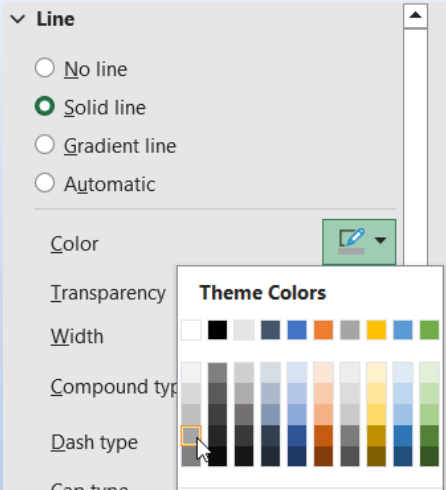 Line
No line
Solid line
Gradient line
Automatic
Color
Transparency
Theme Colors
Width
Compound typ
Dash type